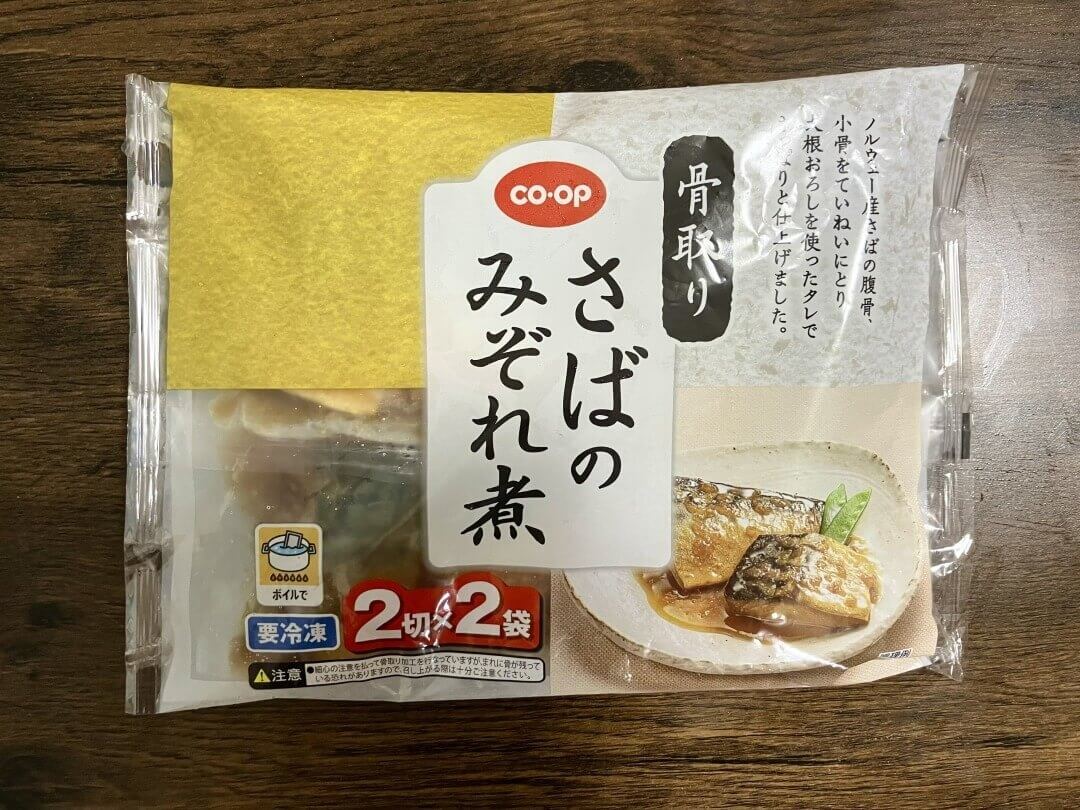 CO·OP
さばの
みぞれ煮
骨取り
ノルウェー産さばの腹骨、
小骨をていねいにとり
大根おろしを使ったタレで
りと仕上げました。
ボイルで
要冷凍
2切×2袋
注意
●細心の注意を払って骨取り加工を行なっていますが、まれに骨が残って
いる恐れがありますので、召し上がる際は十分ご注意ください。